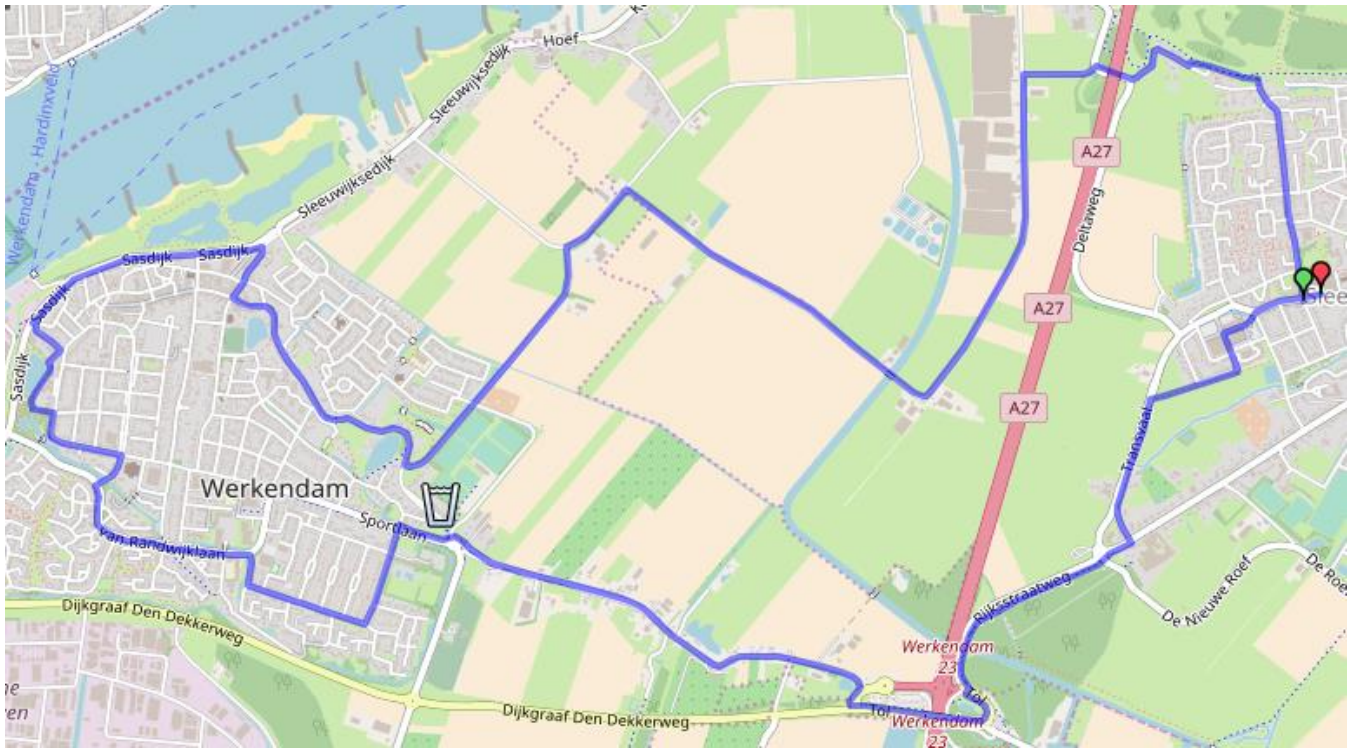 Hoef
Sleeuwijksedijk
Werkendam - Hardinxveld
A27
Sleeuwijksedijk
Deltaweg
Sasdijk
Sasdijk
Sasdijk
A27
Slee
Sasdijk
A27
Transvaal
Werkendam
Sportlaan
van Randwijklaan
De Roef
De Nieuwe Roef
Rijksstraatweg
Dijkgraaf Den Dekkerweg
Werkendam
23
Tol
Tol
Dijkgraaf Den Dekkerweg
Werkendam
23